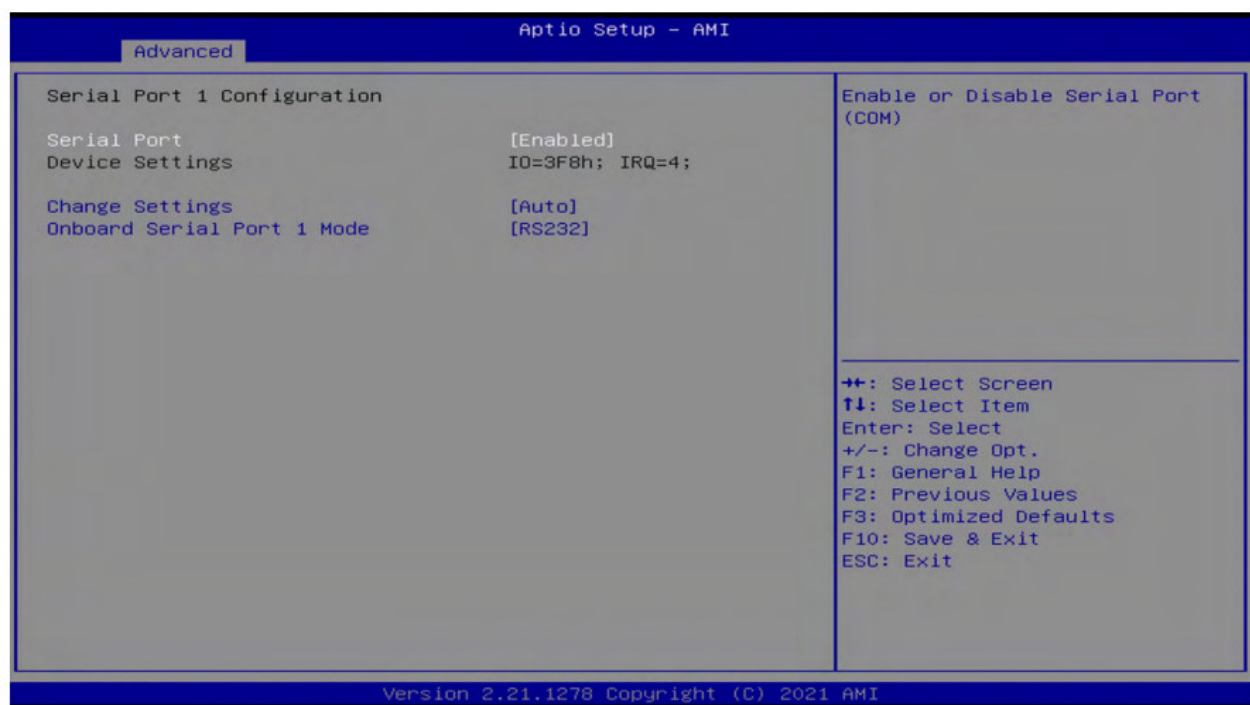 Aptio Setup - AMI
Advanced
Serial Port 1 Configuration
Serial Port [Enabled]
Device Settings IO=3F8h; IRQ=4;
Change Settings [Auto]
Onboard Serial Port 1 Mode [RS232]
Enable or Disable Serial Port
(COM)
→←: Select Screen
↑↓: Select Item
Enter: Select
+/-: Change Opt.
F1: General Help
F2: Previous Values
F3: Optimized Defaults
F10: Save & Exit
ESC: Exit
Version 2.21.1278 Copyright (C) 2021 AMI